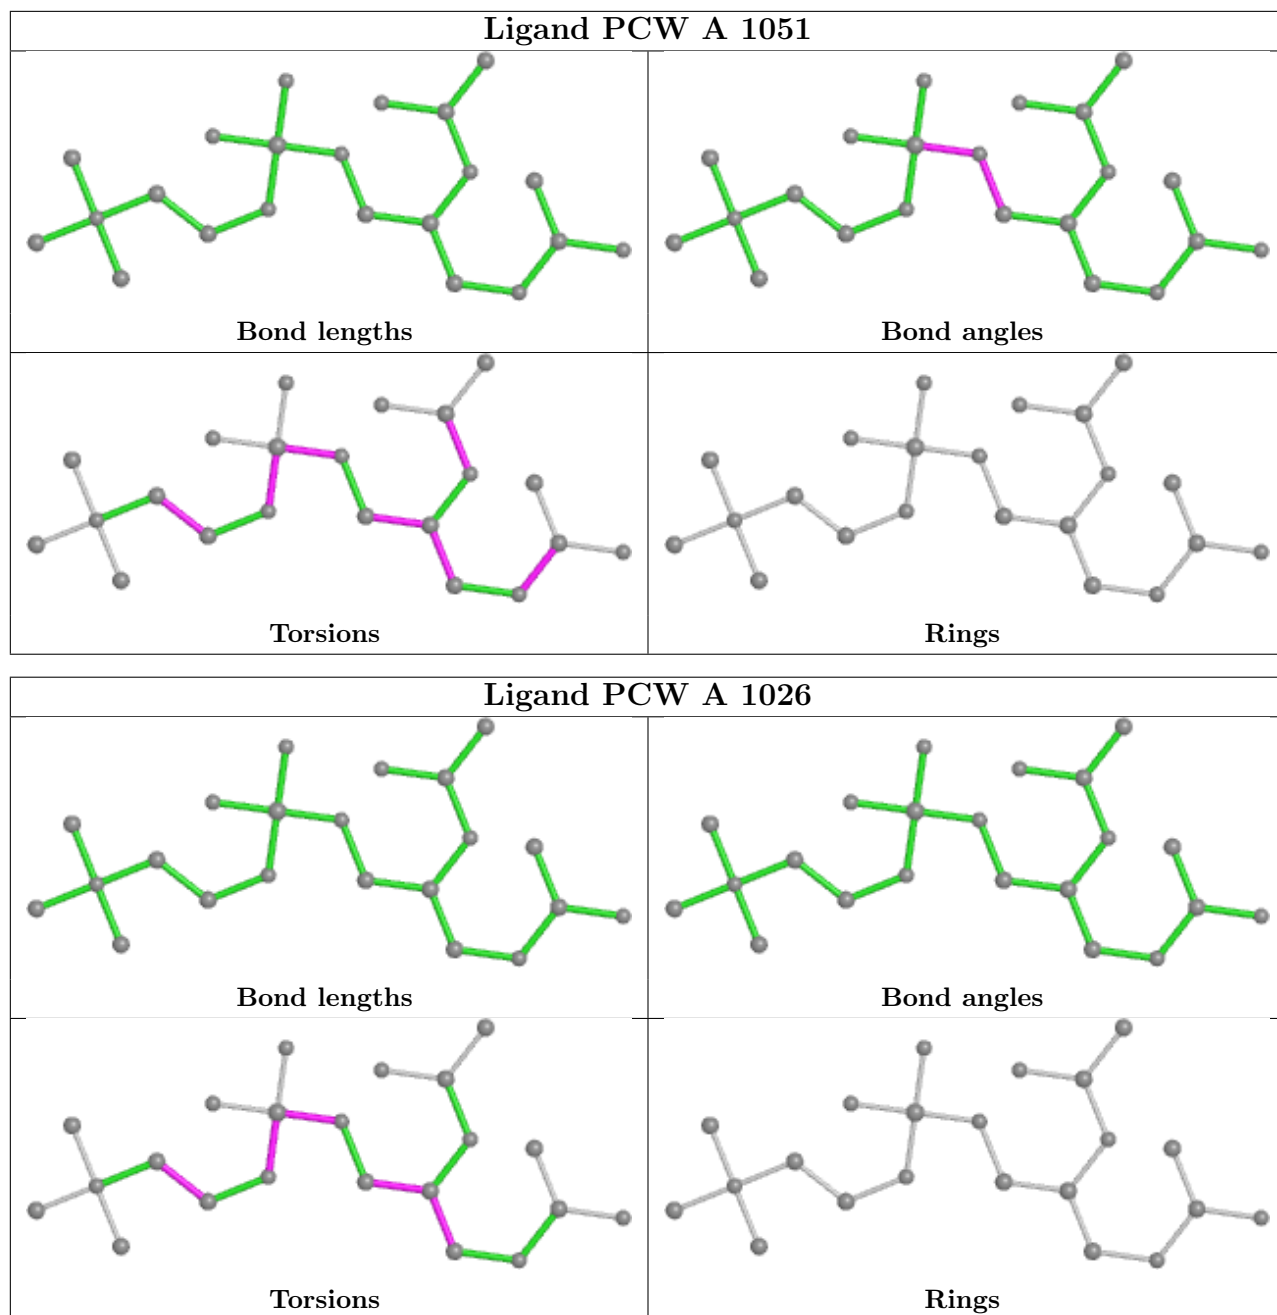 Ligand PCW A 1051
Bond lengths
Bond angles
Torsions
Rings
Ligand PCW A 1026
Bond lengths
Bond angles
Torsions
Rings